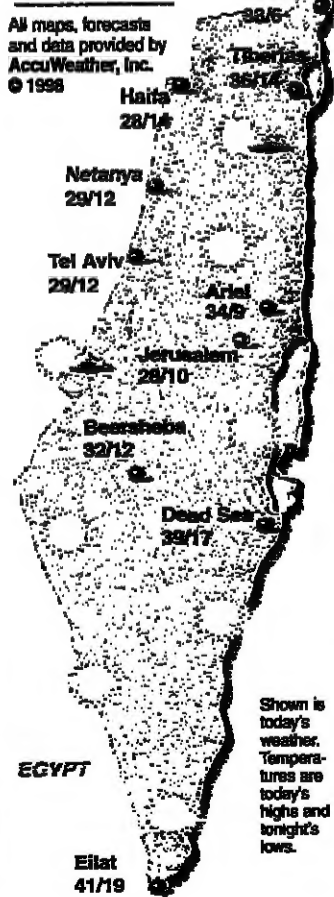 All maps, forecasts
and data provided by
AccuWeather, Inc.
© 1998
Tiberias
35/14
Haifa
28/14
Netanya
29/12
Tel Aviv
29/12
Ariel
34/9
Jerusalem
28/10
Beersheba
32/12
Dead Sea
39/17
Shown is
today's
weather.
Tempera-
tures are
today's
highs and
tonight's
lows.
EGYPT
Eilat
41/19